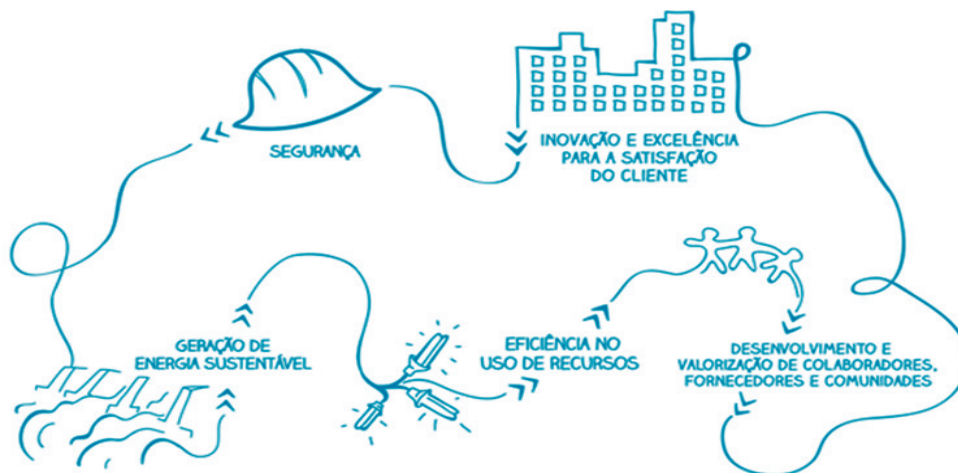 SEGURANÇA
INOVAÇÃO E EXCELÊNCIA
PARA A SATISFAÇÃO
DO CLIENTE
GERAÇÃO DE
ENERGIA SUSTENTÁVEL
EFICIÊNCIA NO
USO DE RECURSOS
DESENVOLVIMENTO E
VALORIZAÇÃO DE COLABORADORES,
FORNECEDORES E COMUNIDADES